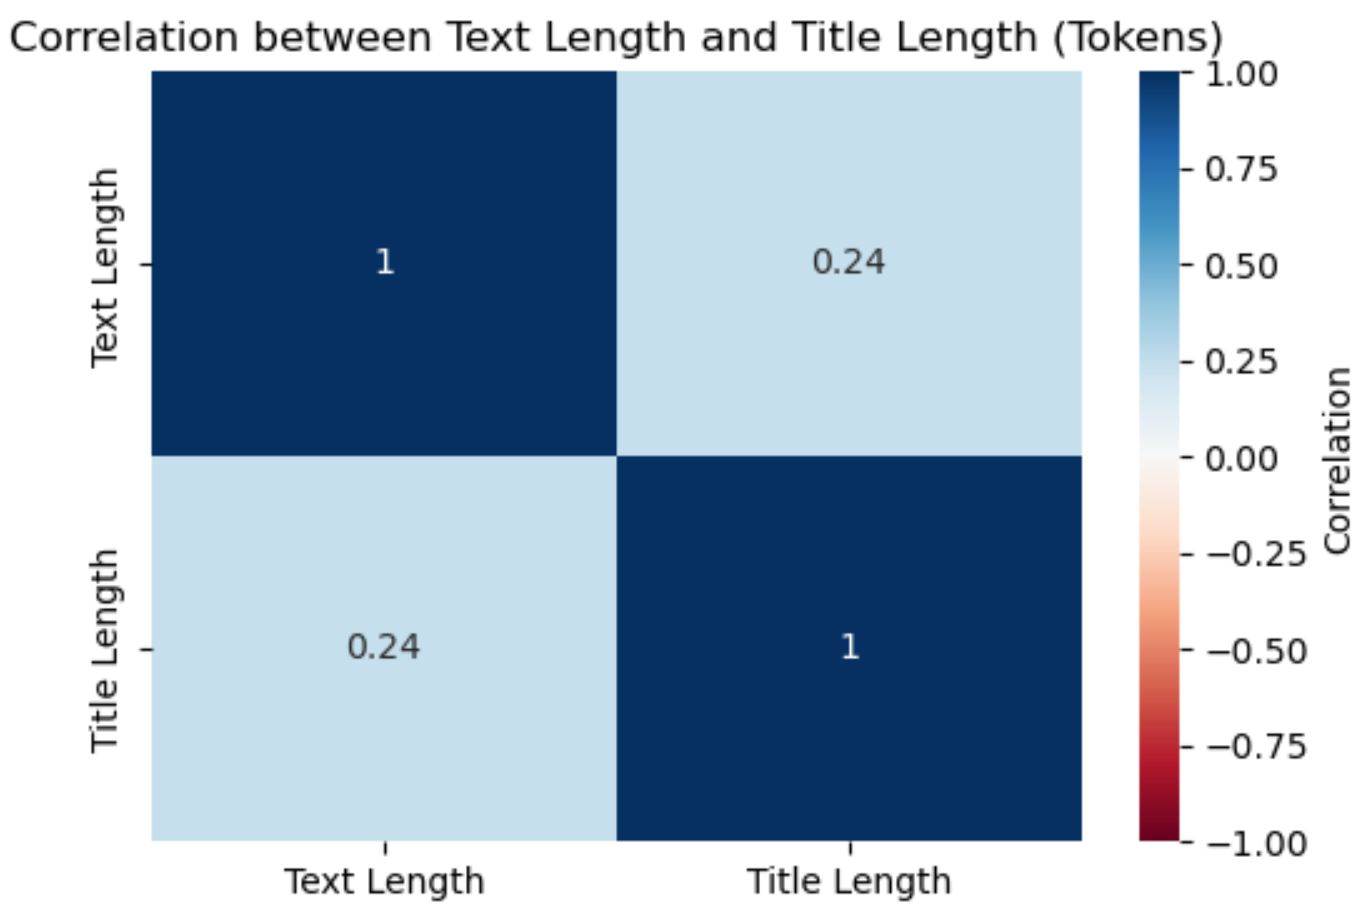 Correlation between Text Length and Title Length (Tokens)
Text Length
Title Length
1
0.24
0.24
1
Text Length
Title Length
1.00
0.75
0.50
0.25
0.00
−0.25
−0.50
−0.75
−1.00
Correlation